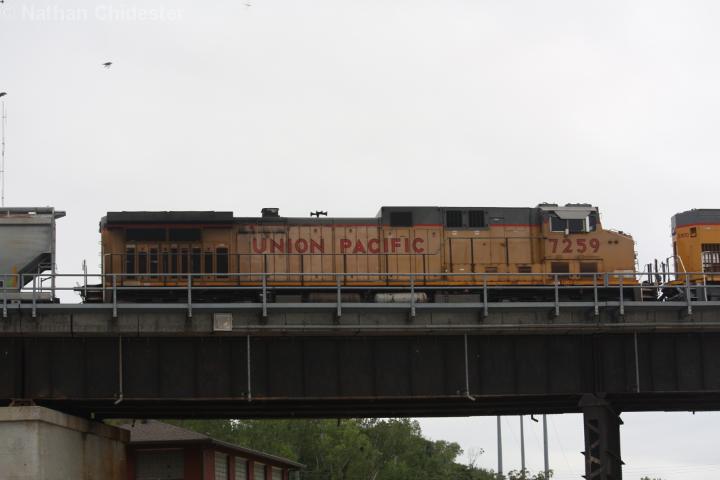 © Nathan Chidester
UNION PACIFIC 7259